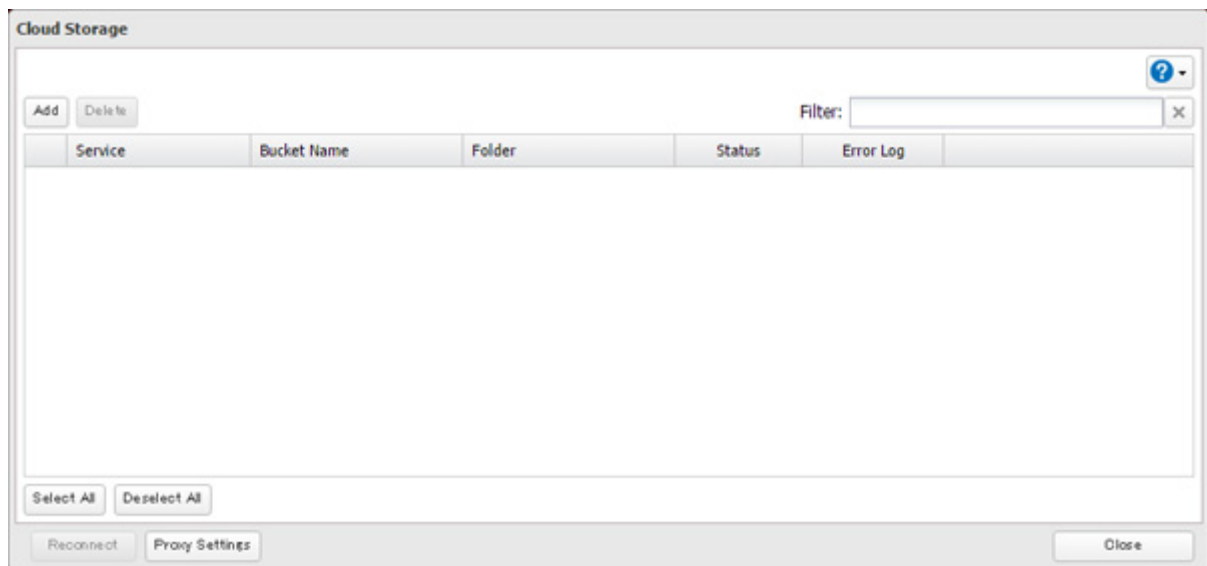 Cloud Storage
?
Add Delete Filter:
Service Bucket Name Folder Status Error Log
Select All Deselect All
Reconnect Proxy Settings Close